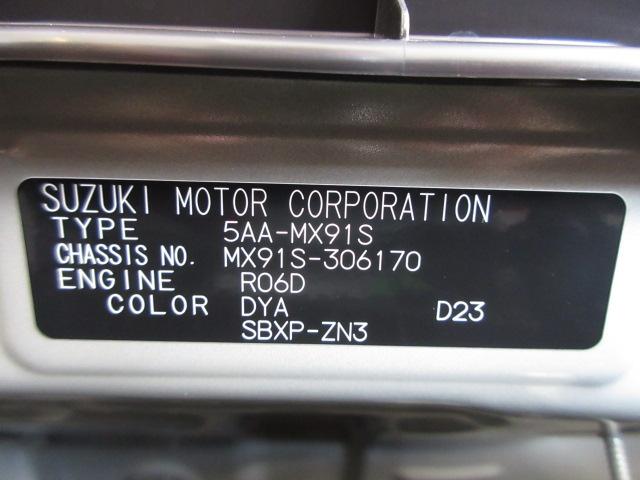 SUZUKI MOTOR CORPORATION
TYPE 5AA-MX91S
CHASSIS NO. MX91S-306170
ENGINE R06D
COLOR DYA D23
SBXP-ZN3